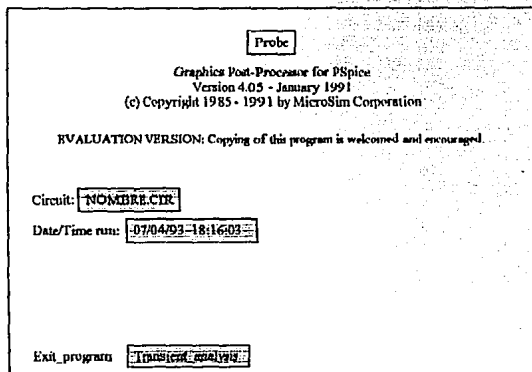 Probe
Graphics Post-Processor for PSpice
Version 4.05 - January 1991
(c) Copyright 1985 - 1991 by MicroSim Corporation
EVALUATION VERSION: Copying of this program is welcomed and encouraged.
Circuit: NOMBRE.CIR
Date/Time run: 07/04/93 18:16:03
Exit_program Transient_analysis